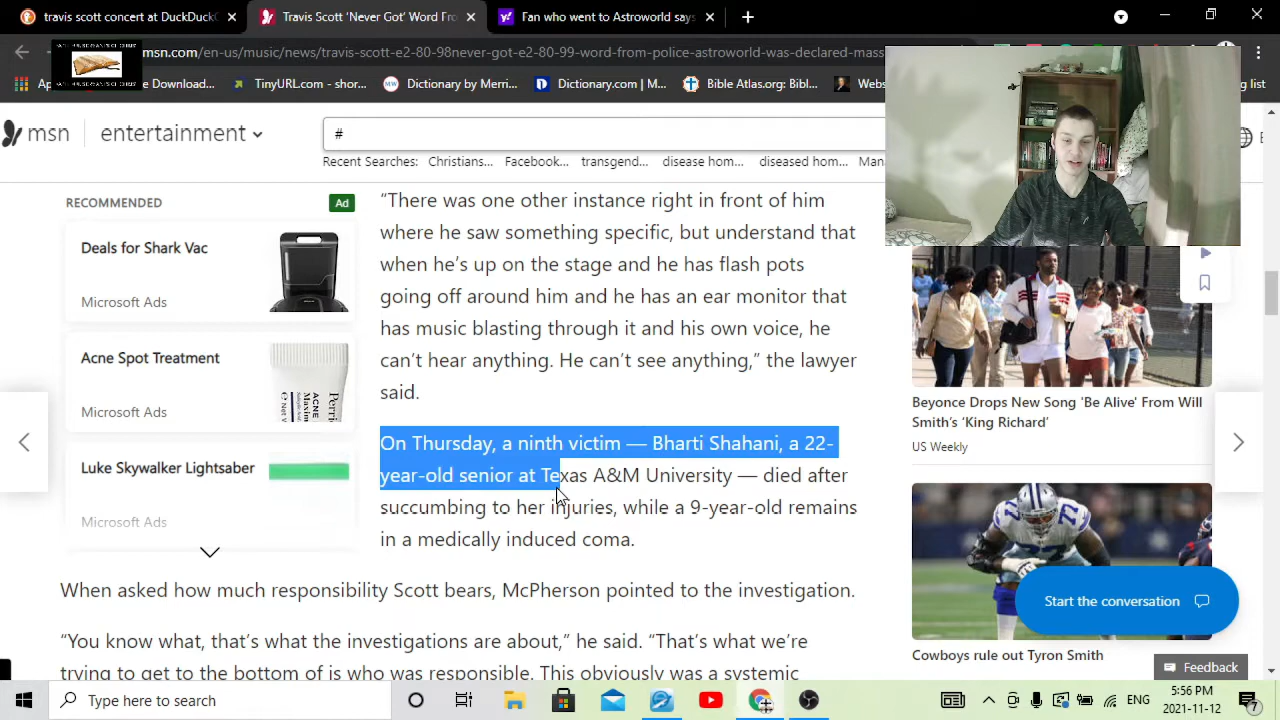 msn concert at DuckDuckG
Travis Scott 'Never Got' Word Fro
Fan who went to Astroworld says
msn.com/en-us/music/news/travis-scott-e2-80-98never-got-e2-80-99-word-from-police-astroworld-w
red-mass
Ap
e Download...
TinyURL.com - shor...
Dictionary by Merri...
Dictionary.com | M...
Bible Astrology. Bib...
Webs
g list
msn
entertainment
#
Recent Searches: Christians... Facebook... transgend... disease hom... diseased hom... Man
RECOMMENDED
Ad
Deals for Shark Vac
Microsoft Ads
Acne Spot Treatment
Microsoft Ads
Luke Skywalker Lightsaber
Microsoft Ads
“There was one other instance right in front of him
where he saw something specific, but understand that
when he’s up on the stage and he has flash pots
going off around him and he has an ear monitor that
has music blasting through it and his own voice, he
can’t hear anything. He can’t see anything,” the lawyer
said.
On Thursday, a ninth victim — Bharti Shahani, a 22-
year-old senior at Texas A&M University — died after
succumbing to her injuries, while a 9-year-old remains
in a medically induced coma.
When asked how much responsibility Scott bears, McPherson pointed to the investigation.
“You know what, that’s what the investigations are about,” he said. “That’s what we’re
trying to get to the bottom of is who was responsible. This obviously was a systemic
Beyonce Drops New Song 'Be Alive' From Will
Smith's 'King Richard'
US Weekly
77
Start the conversation
Cowboys rule out Tyron Smith
Feedback
Type here to search
ENG
5:56 PM
2021-11-12
7